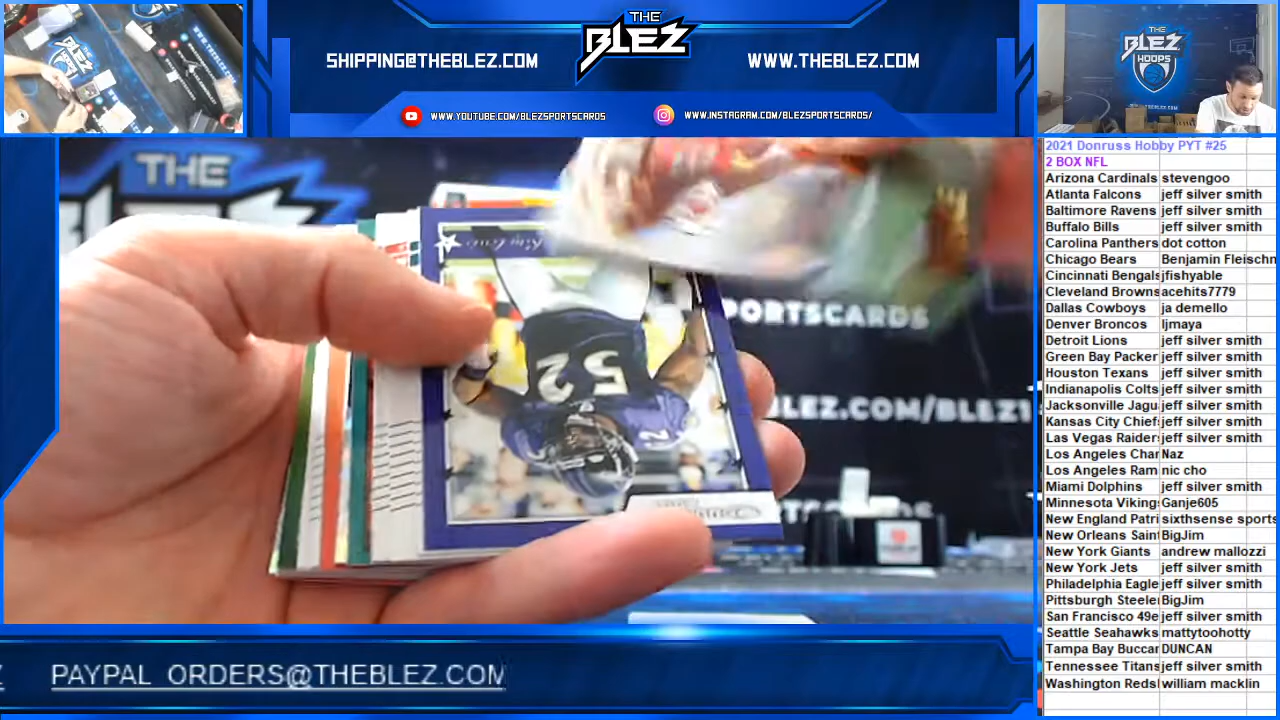 THE
BLEZ
SHIPPING@THEBLEZ.COM
WWW.THEBLEZ.COM
WWW.YOUTUBE.COM/BLEZSPORTSCARDS
WWW.INSTAGRAM.COM/BLEZSPORTSCARDS/
THE
BLEZ
HOOPS
THE
PORTSCARDS
LEZ.COM/BLEZ1
52
2021 Donruss Hobby PYT #25
2 BOX NFL
Arizona Cardinals stevengoo
Atlanta Falcons jeff silver smith
Baltimore Ravens jeff silver smith
Buffalo Bills jeff silver smith
Carolina Panthers dot cotton
Chicago Bears Benjamin Fleischn
Cincinnati Bengals jfishyable
Cleveland Browns acehits7779
Dallas Cowboys ja demello
Denver Broncos ljmaya
Detroit Lions jeff silver smith
Green Bay Packer jeff silver smith
Houston Texans jeff silver smith
Indianapolis Colts jeff silver smith
Jacksonville Jagu jeff silver smith
Kansas City Chief jeff silver smith
Las Vegas Raider jeff silver smith
Los Angeles Char Naz
Los Angeles Ram nic cho
Miami Dolphins jeff silver smith
Minnesota Viking Ganje605
New England Patri sixthsense sports
New Orleans Saint BigJim
New York Giants andrew mallozzi
New York Jets jeff silver smith
Philadelphia Eagle jeff silver smith
Pittsburgh Steele BigJim
San Francisco 49e jeff silver smith
Seattle Seahawks mattytoohotty
Tampa Bay Buccan DUNCAN
Tennessee Titans jeff silver smith
Washington Reds william macklin
PAYPAL_ORDERS@THEBLEZ.COM